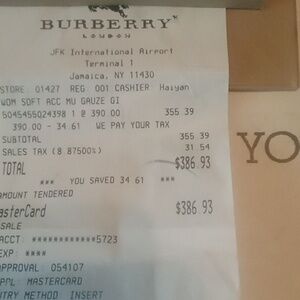 BURBERRY
LONDON
JFK International Airport
Terminal 1
Jamaica, NY 11430
STORE: 01427 REG 001 CASHIER Haiyan
WOM SOFT ACC MU GAUZE GI
5045455024398 1 @ 390.00 355.39
390.00 - 34.61 WE PAY YOUR TAX
SUBTOTAL 355.39
SALES TAX (8.87500%) 31.54
TOTAL $386.93
*** YOU SAVED 34.61 ***
AMOUNT TENDERED
MasterCard $386.93
SALE
ACCT: ************5723
EXP: ****
APPROVAL: 054107
APPL: MASTERCARD
ENTRY METHOD: INSERT
YO